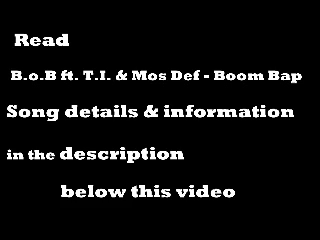 Read
B.o.B ft. T.I. & Mos Def - Boom Bap
Song details & information
in the description
below this video